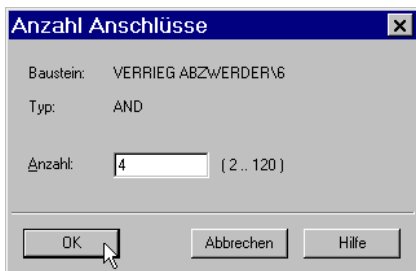 Anzahl Anschlüsse
Baustein: VERRIEG ABZWERDER\6
Typ: AND
Anzahl: 4 ( 2 .. 120 )
OK Abbrechen Hilfe